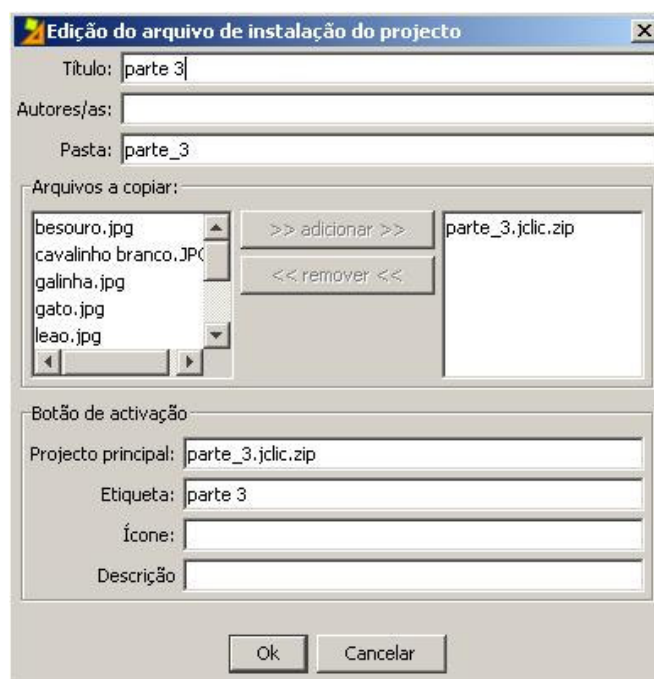 Edição do arquivo de instalação do projecto
Título: parte 3
Autores/as:
Pasta: parte_3
Arquivos a copiar:
besouro.jpg
cavalinho branco.JP
galinha.jpg
gato.jpg
leao.jpg
>> adicionar >>
<< remover <<
parte_3.jclic.zip
Botão de activação
Projecto principal: parte_3.jclic.zip
Etiqueta: parte 3
Ícone:
Descrição
Ok Cancelar